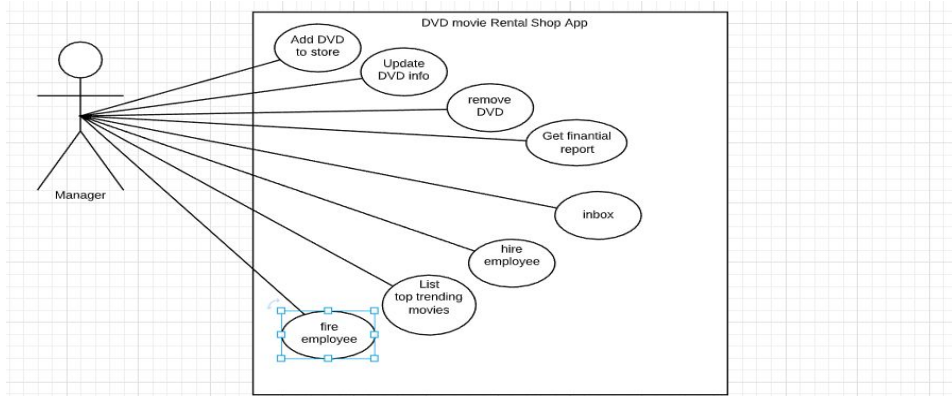 DVD movie Rental Shop App
Add DVD
to store
Update
DVD info
remove
DVD
Get finantial
report
Manager
inbox
hire
employee
List
top trending
movies
fire
employee